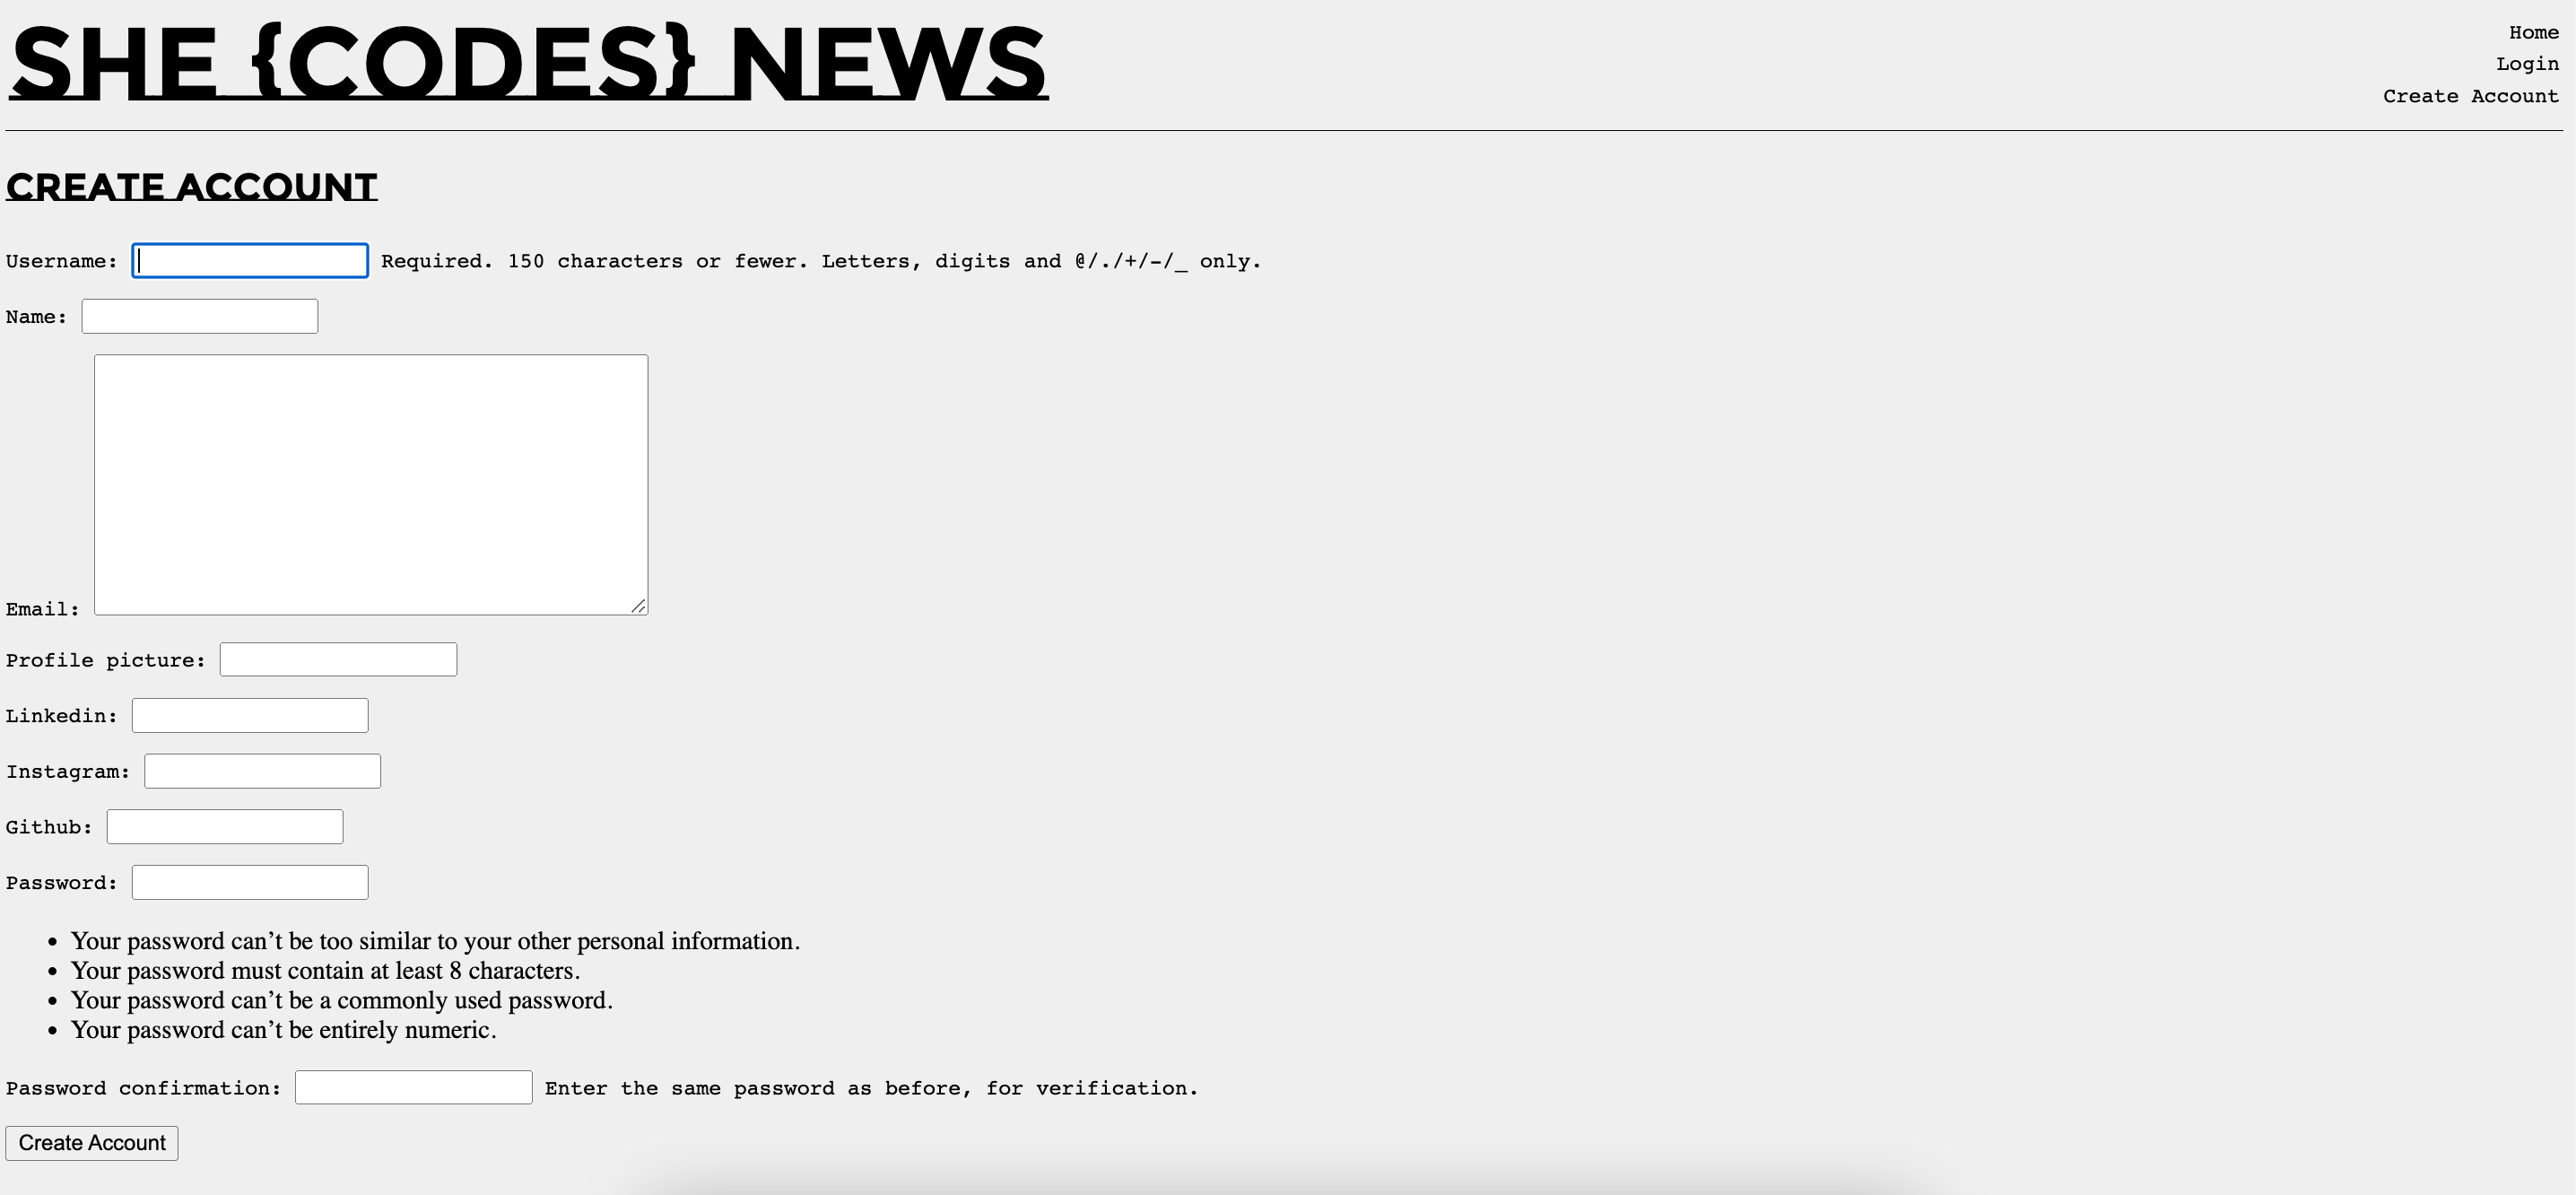 SHE {CODES} NEWS
Home
Login
Create Account
CREATE ACCOUNT
Username: Required. 150 characters or fewer. Letters, digits and @/./+/-/_ only.
Name:
Email:
Profile picture:
Linkedin:
Instagram:
Github:
Password:
• Your password can’t be too similar to your other personal information.
• Your password must contain at least 8 characters.
• Your password can’t be a commonly used password.
• Your password can’t be entirely numeric.
Password confirmation: Enter the same password as before, for verification.
Create Account